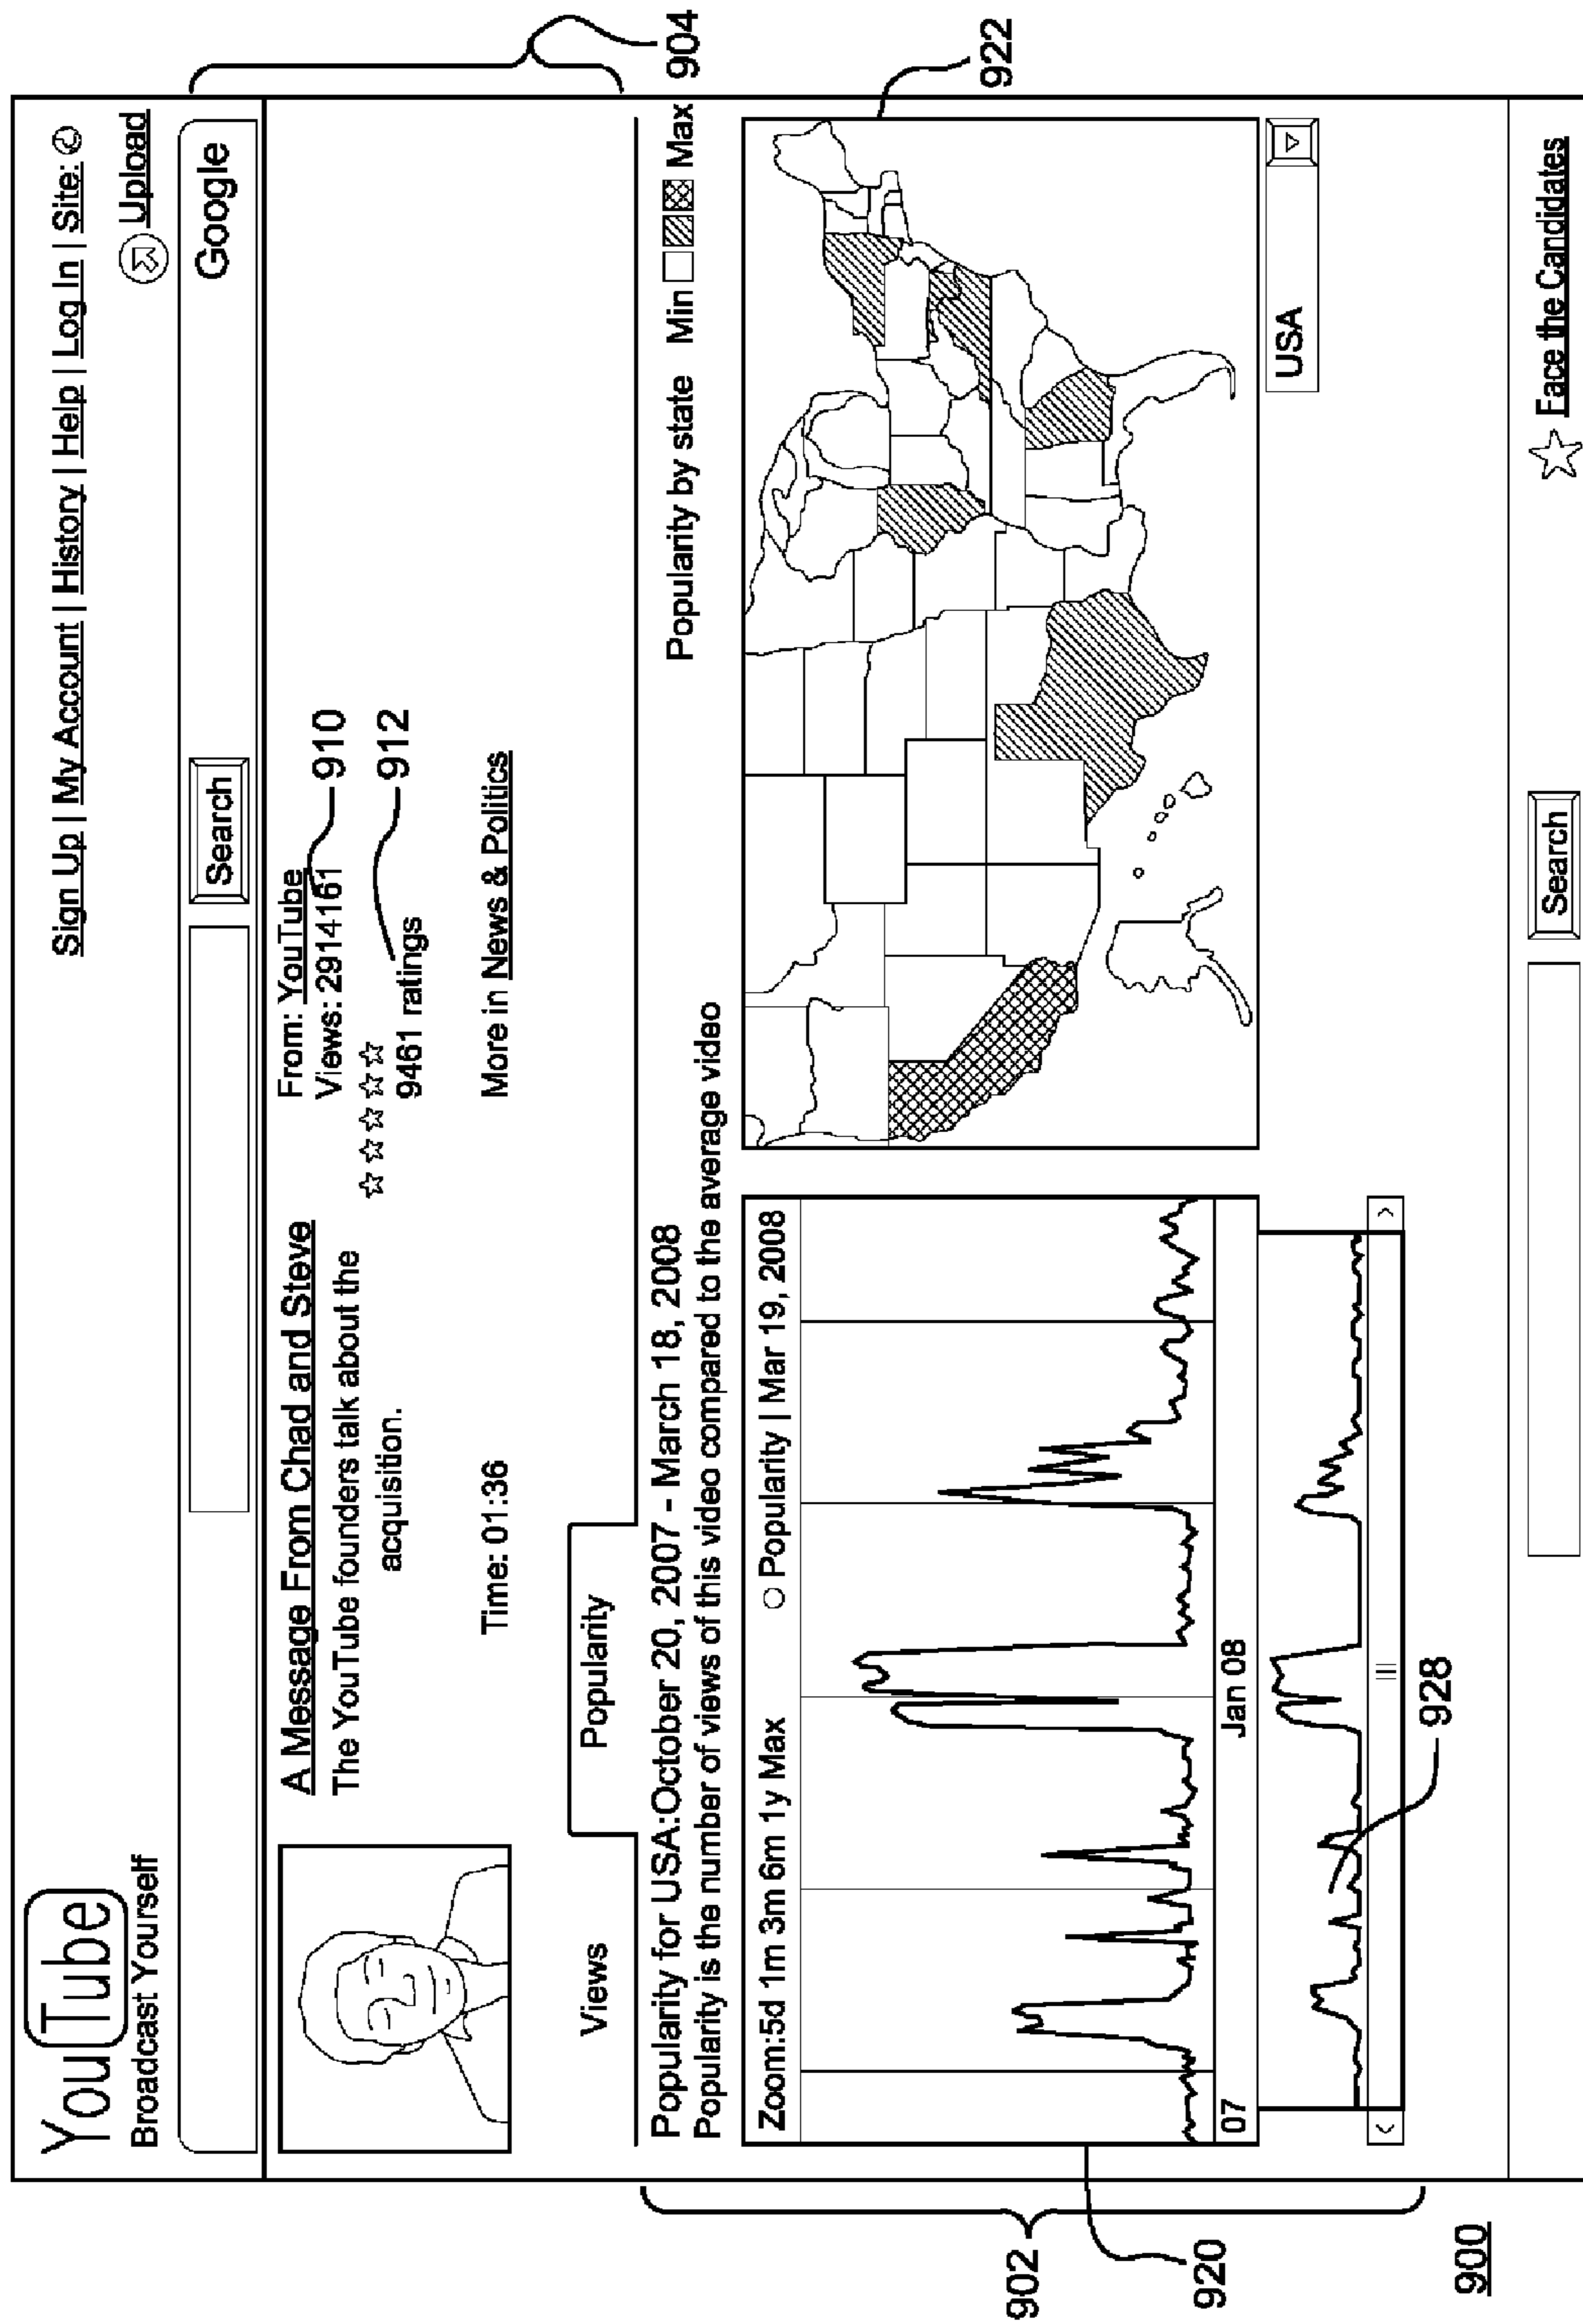 YouTube
Broadcast Yourself
Sign Up | My Account | History | Help | Log In | Site:
Upload
Search
Google
904
A Message From Chad and Steve
The YouTube founders talk about the
acquisition.
Time: 01:36
From: YouTube
Views: 2914161
910
9461 ratings
912
More in News & Politics
Views
Popularity
Popularity for USA:October 20, 2007 - March 18, 2008
Popularity is the number of views of this video compared to the average video
Popularity by state Min Max
Zoom:5d 1m 3m 6m 1y Max
Popularity | Mar 19, 2008
07
Jan 08
USA
922
902
920
928
Search
Face the Candidates
900